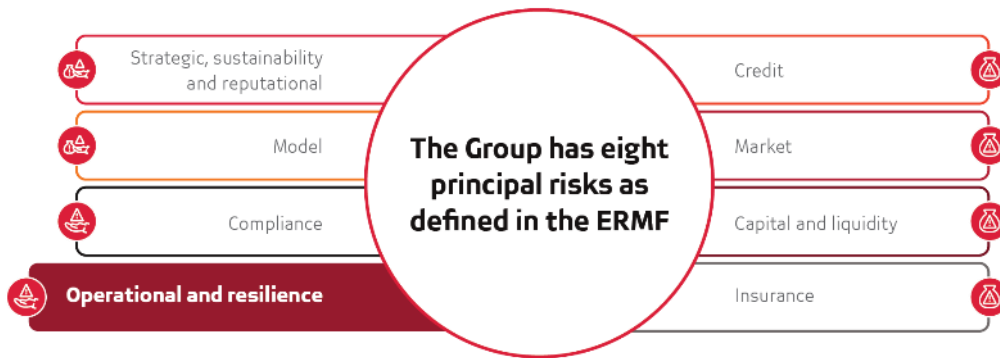 Strategic, sustainability
and reputational
Model
Compliance
Operational and resilience
The Group has eight
principal risks as
defined in the ERMF
Credit
Market
Capital and liquidity
Insurance